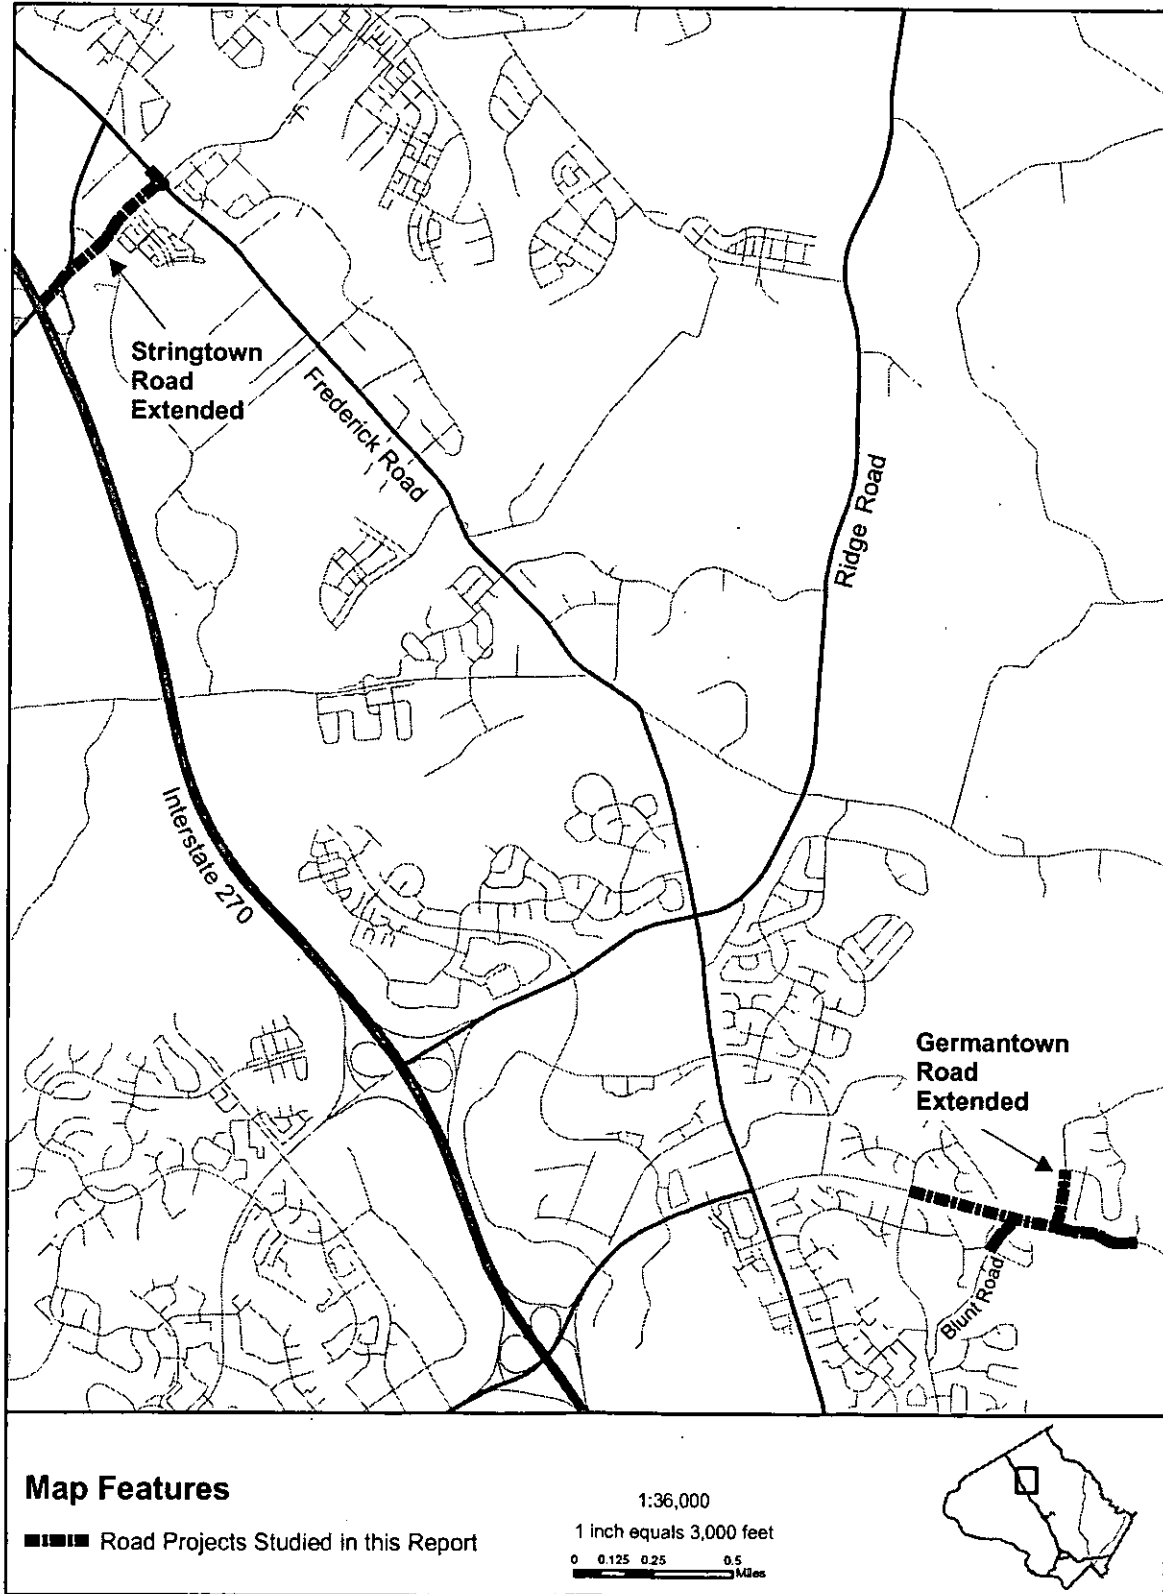 Stringtown
Road
Extended
Frederick Road
Ridge Road
Interstate 270
Germantown
Road
Extended
Blunt Road
Map Features
Road Projects Studied in this Report
1:36,000
1 inch equals 3,000 feet
0 0.125 0.25 0.5
Miles